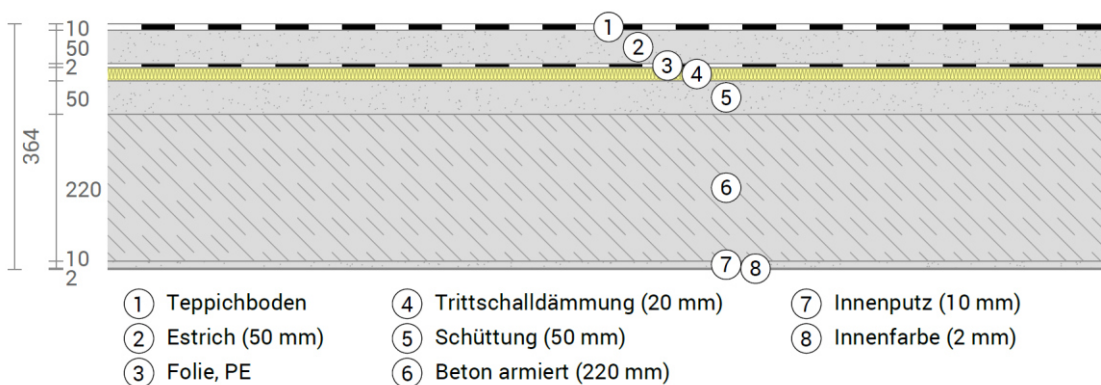 10
50
2
50
364
220
10
2
1
2
3
4
5
6
7
8
1 Teppichboden
2 Estrich (50 mm)
3 Folie, PE
4 Trittschalldämmung (20 mm)
5 Schüttung (50 mm)
6 Beton armiert (220 mm)
7 Innenputz (10 mm)
8 Innenfarbe (2 mm)